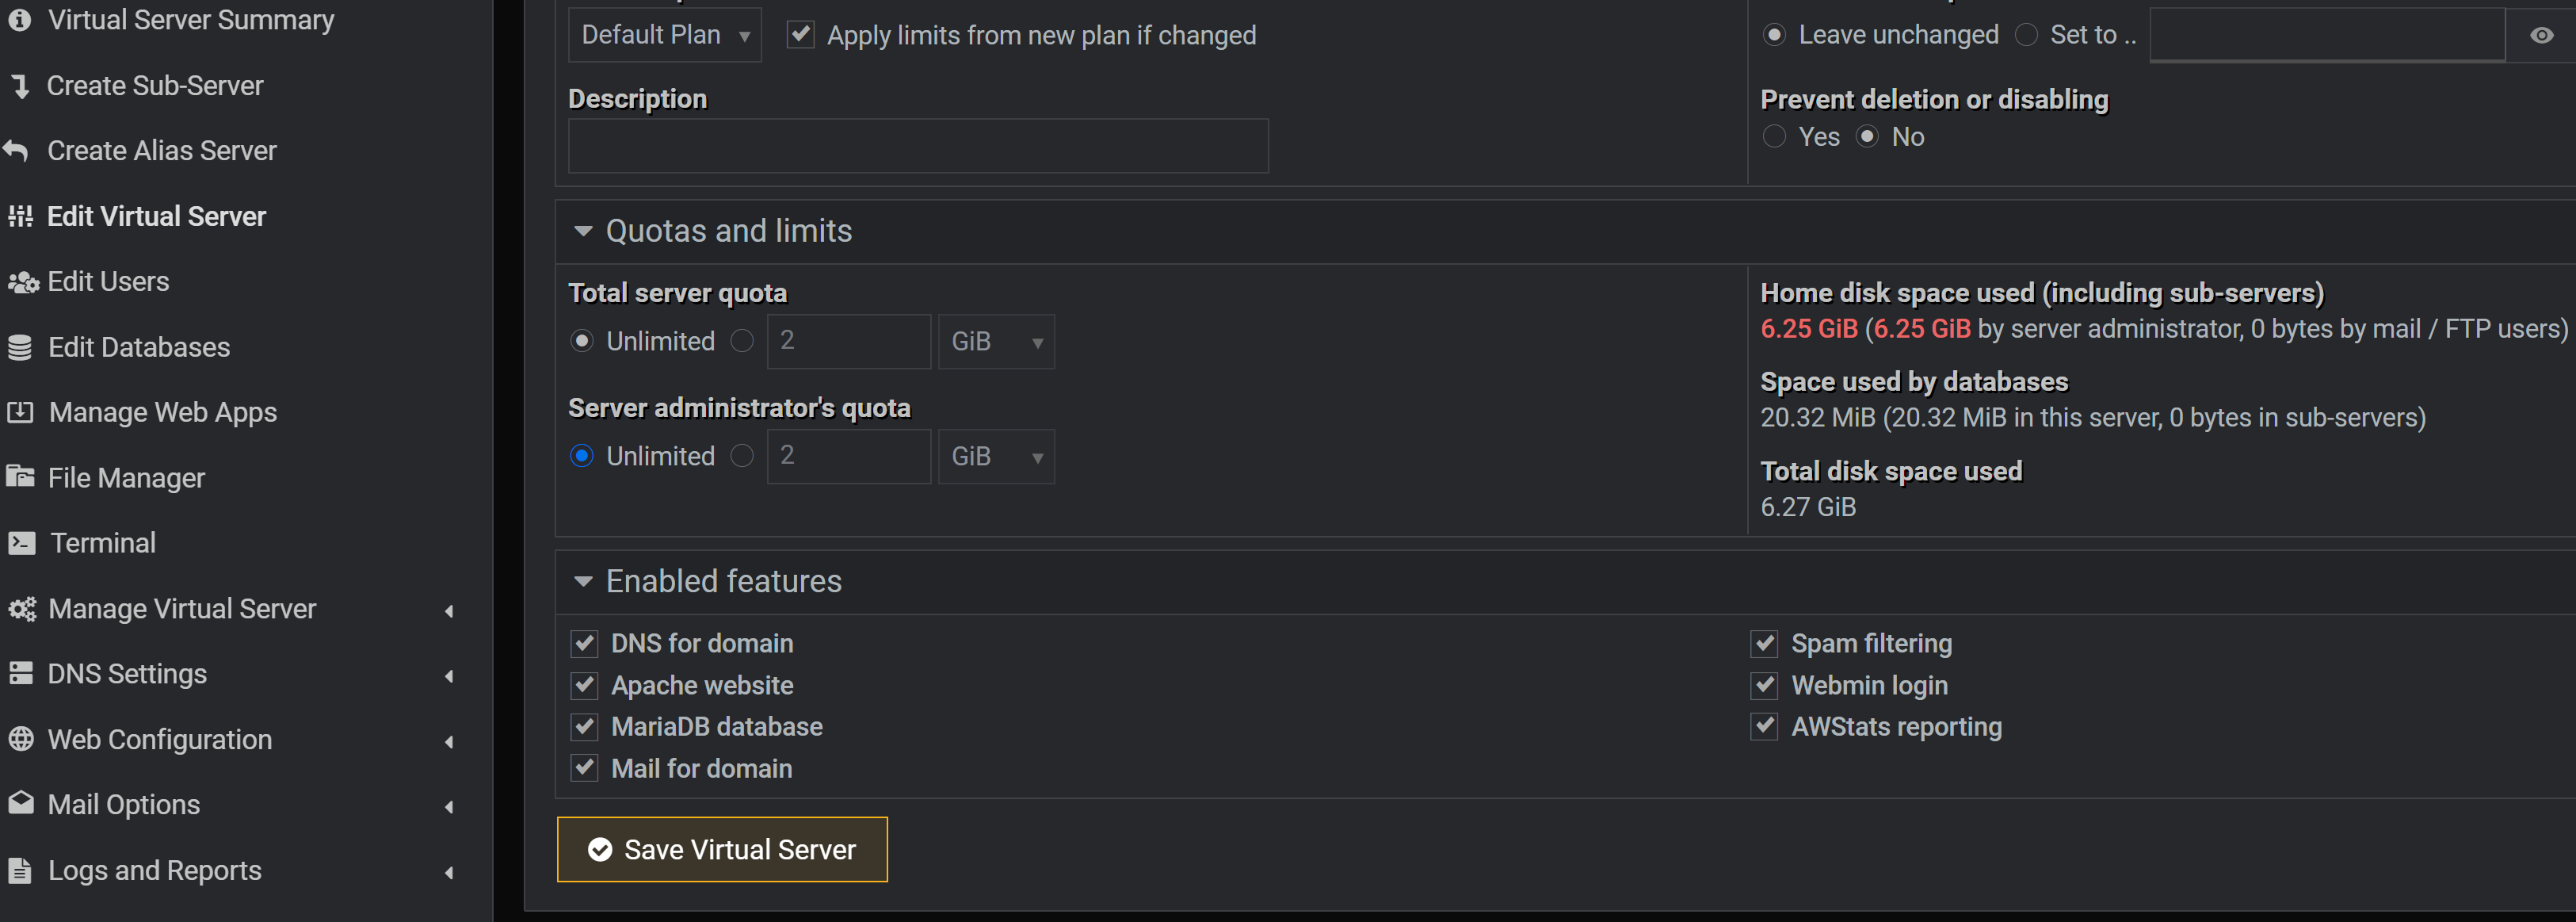 Virtual Server Summary
Create Sub-Server
Create Alias Server
Edit Virtual Server
Edit Users
Edit Databases
Manage Web Apps
File Manager
Terminal
Manage Virtual Server
DNS Settings
Web Configuration
Mail Options
Logs and Reports
Default Plan
Apply limits from new plan if changed
Leave unchanged Set to ..
Description
Prevent deletion or disabling
Yes No
Quotas and limits
Total server quota
Unlimited 2 GiB
Server administrator's quota
Unlimited 2 GiB
Home disk space used (including sub-servers)
6.25 GiB (6.25 GiB by server administrator, 0 bytes by mail / FTP users)
Space used by databases
20.32 MiB (20.32 MiB in this server, 0 bytes in sub-servers)
Total disk space used
6.27 GiB
Enabled features
DNS for domain
Apache website
MariaDB database
Mail for domain
Spam filtering
Webmin login
AWStats reporting
Save Virtual Server